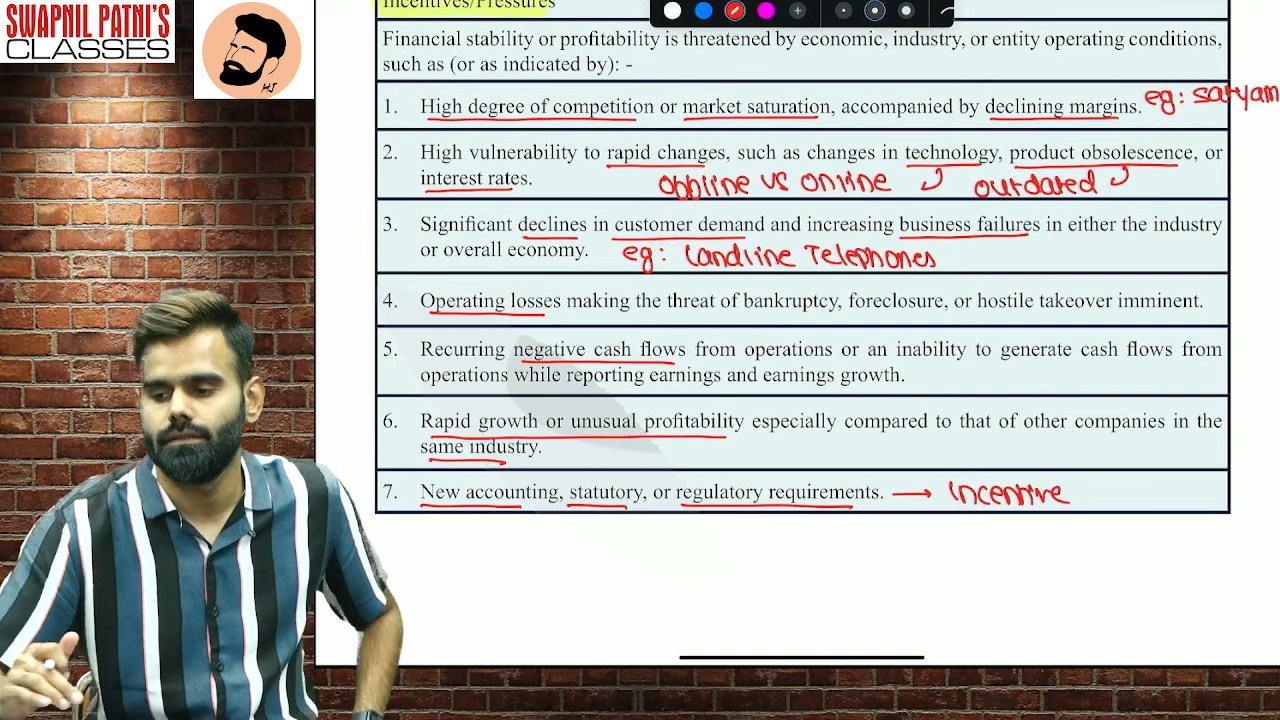 SWAPNIL PATNI'S
CLASSES
HJ
Incentives/Pressures
Financial stability or profitability is threatened by economic, industry, or entity operating conditions,
such as (or as indicated by): -
1. High degree of competition or market saturation, accompanied by declining margins. eg: satyam
2. High vulnerability to rapid changes, such as changes in technology, product obsolescence, or
interest rates. offline vs online outdated
3. Significant declines in customer demand and increasing business failures in either the industry
or overall economy. eg: Landline Telephones
4. Operating losses making the threat of bankruptcy, foreclosure, or hostile takeover imminent.
5. Recurring negative cash flows from operations or an inability to generate cash flows from
operations while reporting earnings and earnings growth.
6. Rapid growth or unusual profitability especially compared to that of other companies in the
same industry.
7. New accounting, statutory, or regulatory requirements. → Incentive